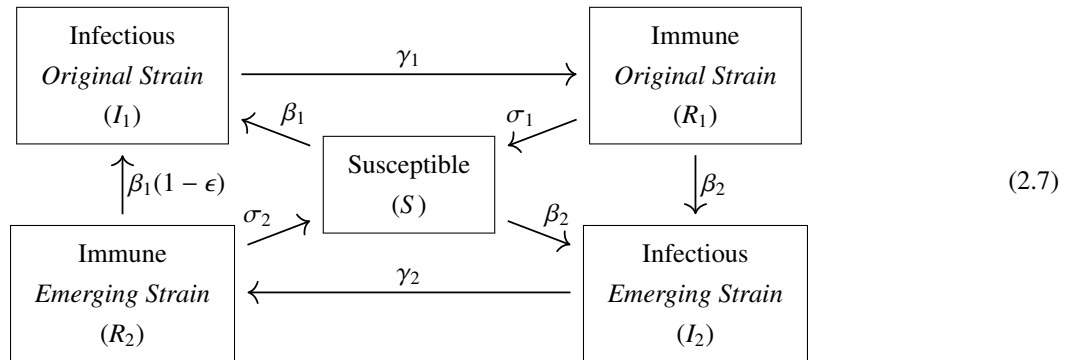 Infectious
Original Strain
(I₁)
γ₁
Immune
Original Strain
(R₁)
β₁
σ₁
Susceptible
(S)
β₁(1 − ϵ)
β₂
(2.7)
σ₂
β₂
Immune
Emerging Strain
(R₂)
γ₂
Infectious
Emerging Strain
(I₂)